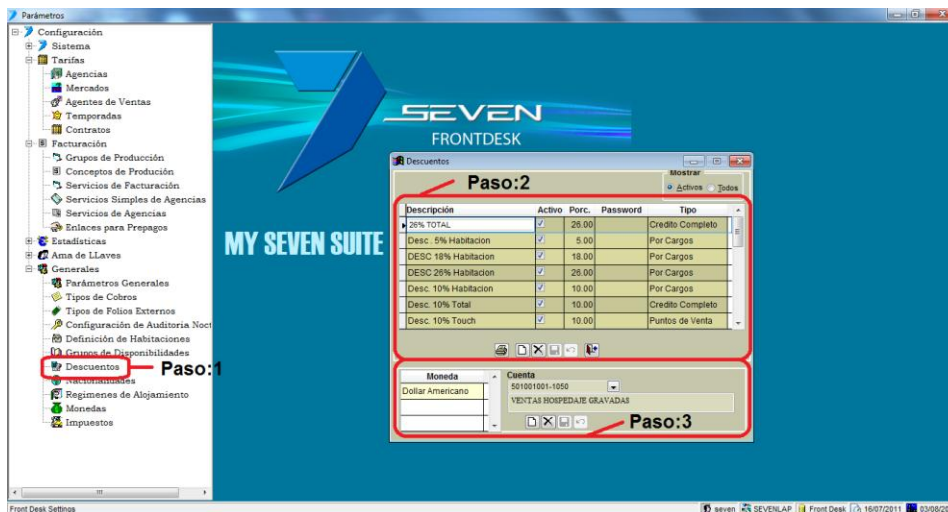 Parámetros
Configuración
Sistema
Tarifas
Agencias
Mercados
Agentes de Ventas
Temporadas
Contratos
Facturación
Grupos de Producción
Conceptos de Produción
Servicios de Facturación
Servicios Simples de Agencias
Servicios de Agencias
Enlaces para Prepagos
Estadísticas
Ama de LLaves
Generales
Parámetros Generales
Tipos de Cobros
Tipos de Folios Externos
Configuración de Auditoria Noct
Definición de Habitaciones
Grupos de Disponibilidades
Descuentos
Paso:1
Nacionalidades
Regimenes de Alojamiento
Monedas
Impuestos
SEVEN
FRONTDESK
MY SEVEN SUITE
Descuentos
Mostrar
Activos Todos
Paso:2
Descripción Activo Porc. Password Tipo
26% TOTAL 26.00 Credito Completo
Desc . 5% Habitacion 5.00 Por Cargos
DESC 18% Habitacion 18.00 Por Cargos
DESC 26% Habitacion 26.00 Por Cargos
Desc. 10% Habitacion 10.00 Por Cargos
Desc. 10% Total 10.00 Credito Completo
Desc. 10% Touch 10.00 Puntos de Venta
Moneda
Dollar Americano
Cuenta
501001001-1050
VENTAS HOSPEDAJE GRAVADAS
Paso:3
Front Desk Settings
seven SEVENLAP Front Desk 16/07/2011 03/08/20